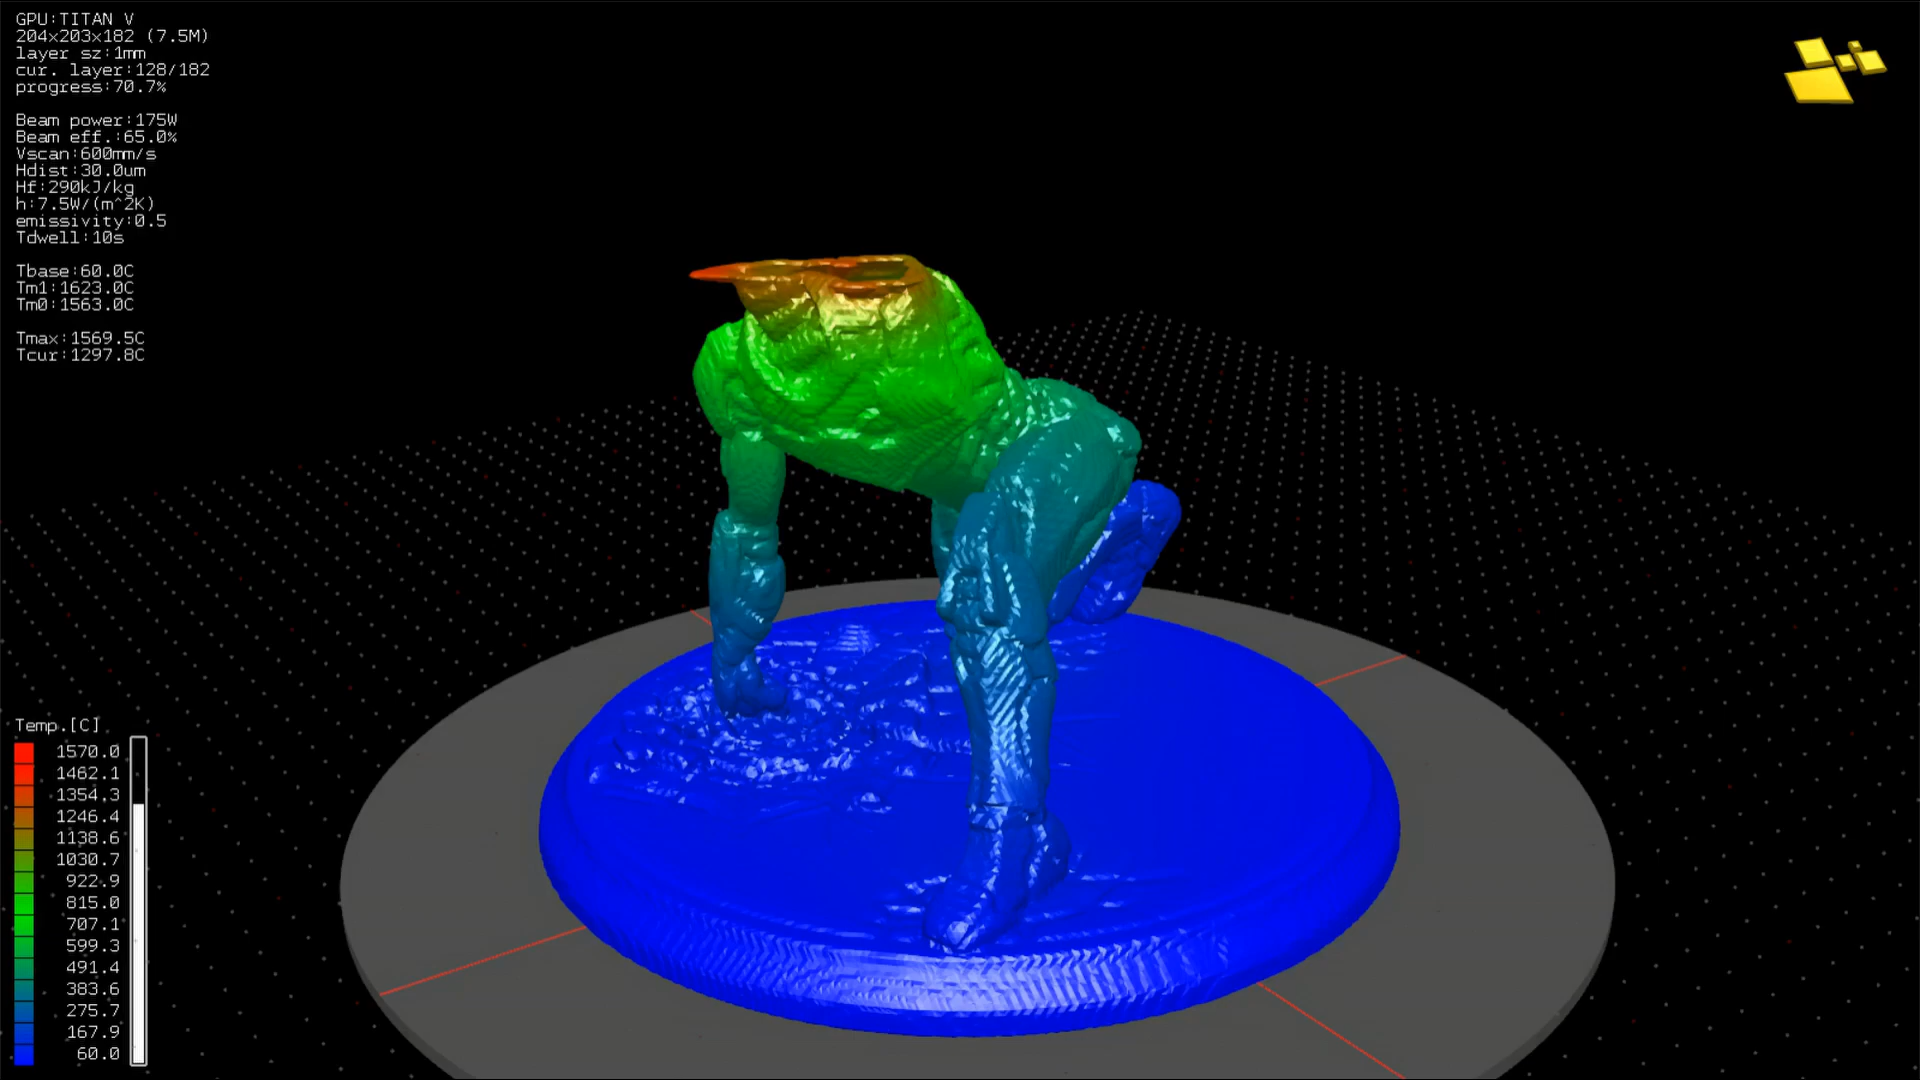 GPU:TITAN V
204x203x182 (7.5M)
layer sz:1mm
cur. layer:128/182
progress:70.7%
Beam power:175W
Beam eff.:65.0%
Vscan:600mm/s
Hdist:30.0um
Hf:290kJ/kg
h:7.5W/(m^2K)
emissivity:0.5
Tdwell:10s
Tbase:60.0C
Tm1:1623.0C
Tm0:1563.0C
Tmax:1569.5C
Tcur:1297.8C
Temp.[C]
1570.0
1462.1
1354.3
1246.4
1138.6
1030.7
922.9
815.0
707.1
599.3
491.4
383.6
275.7
167.9
60.0